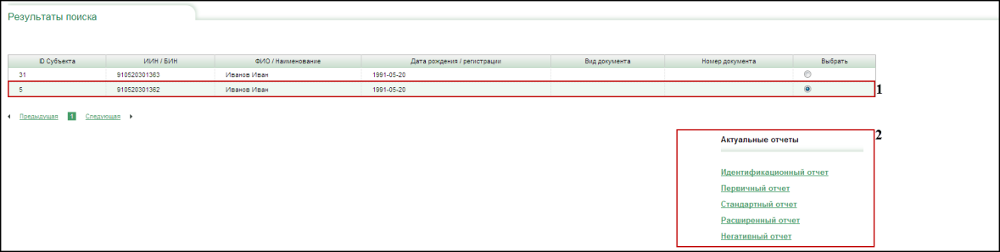 Результаты поиска
ID Субъекта ИИН / БИН ФИО / Наименование Дата рождения / регистрации Вид документа Номер документа Выбрать
31 910520301363 Иванов Иван 1991-05-20
5 910520301362 Иванов Иван 1991-05-20
1
Предыдущая 1 Следующая
2
Актуальные отчеты
Идентификационный отчет
Первичный отчет
Стандартный отчет
Расширенный отчет
Негативный отчет